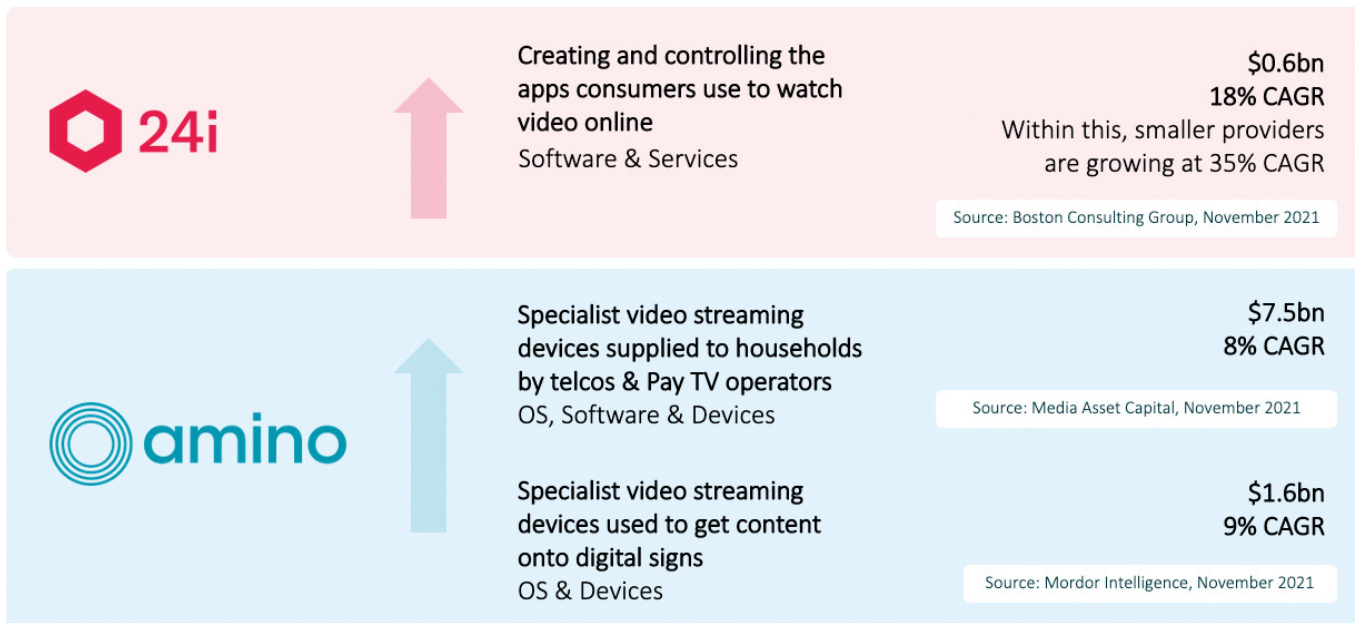 24i
Creating and controlling the
apps consumers use to watch
video online
Software & Services
$0.6bn
18% CAGR
Within this, smaller providers
are growing at 35% CAGR
Source: Boston Consulting Group, November 2021
amino
Specialist video streaming
devices supplied to households
by telcos & Pay TV operators
OS, Software & Devices
$7.5bn
8% CAGR
Source: Media Asset Capital, November 2021
Specialist video streaming
devices used to get content
onto digital signs
OS & Devices
$1.6bn
9% CAGR
Source: Mordor Intelligence, November 2021